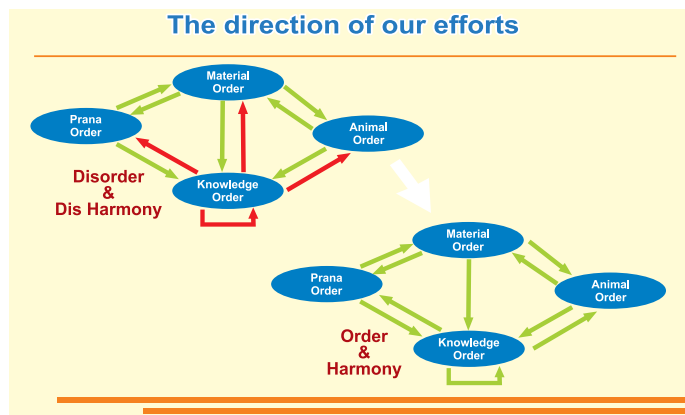 The direction of our efforts
Material
Order
Prana
Order
Animal
Order
Knowledge
Order
Disorder
&
Dis Harmony
Material
Order
Prana
Order
Animal
Order
Knowledge
Order
Order
&
Harmony